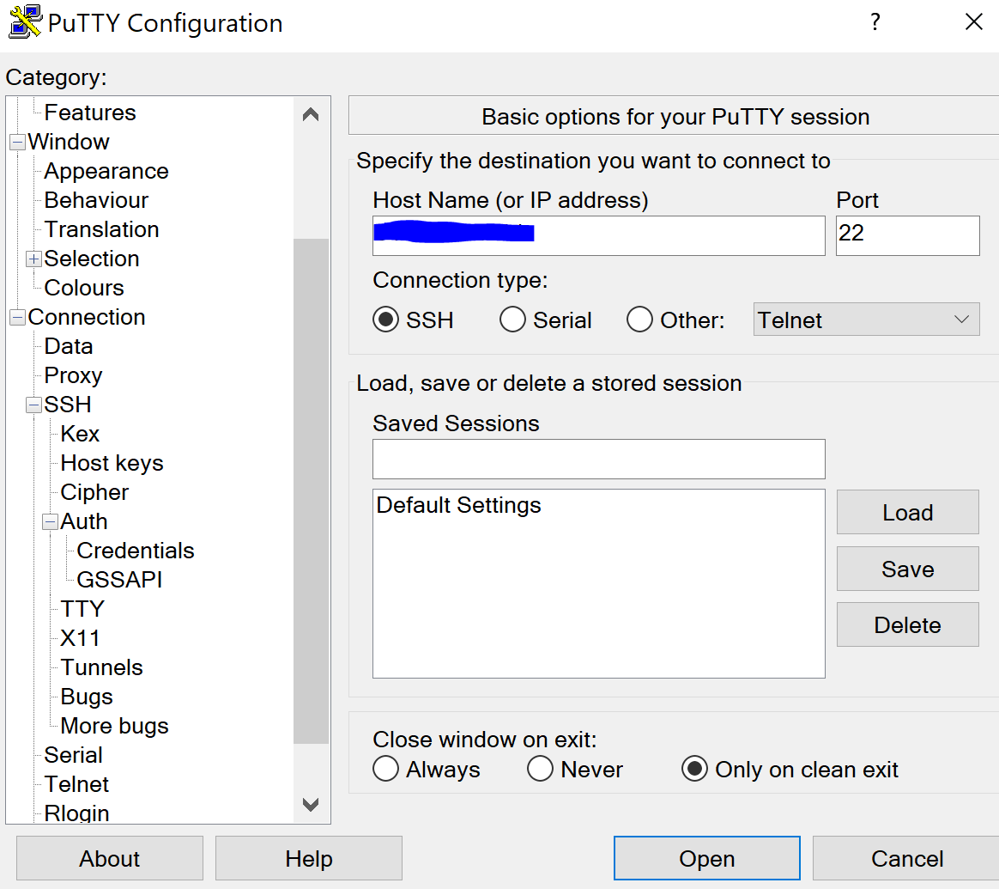 PuTTY Configuration
?
Category:
Features
Window
Appearance
Behaviour
Translation
Selection
Colours
Connection
Data
Proxy
SSH
Kex
Host keys
Cipher
Auth
Credentials
GSSAPI
TTY
X11
Tunnels
Bugs
More bugs
Serial
Telnet
Rlogin
Basic options for your PuTTY session
Specify the destination you want to connect to
Host Name (or IP address) Port
22
Connection type:
SSH Serial Other: Telnet
Load, save or delete a stored session
Saved Sessions
Default Settings
Load
Save
Delete
Close window on exit:
Always Never Only on clean exit
About Help Open Cancel